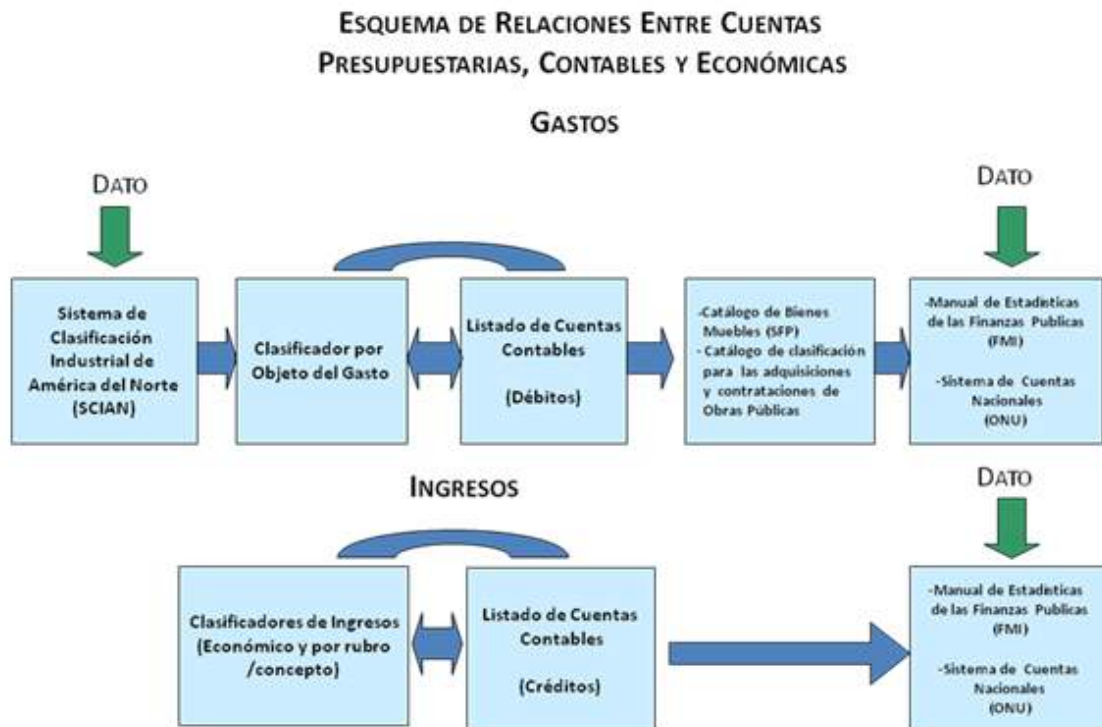 ESQUEMA DE RELACIONES ENTRE CUENTAS
PRESUPUESTARIAS, CONTABLES Y ECONÓMICAS
GASTOS
DATO
DATO
Sistema de
Clasificación
Industrial de
América del Norte
(SCIAN)
Clasificador por
Objeto del Gasto
Listado de Cuentas
Contables
(Débitos)
-Catálogo de Bienes
Muebles (SFP)
- Catálogo de clasificación
para las adquisiciones
y contrataciones de
Obras Públicas
-Manual de Estadísticas
de las Finanzas Publicas
(FMI)
-Sistema de Cuentas
Nacionales
(ONU)
INGRESOS
DATO
Clasificadores de Ingresos
(Económico y por rubro
/concepto)
Listado de Cuentas
Contables
(Créditos)
-Manual de Estadísticas
de las Finanzas Publicas
(FMI)
-Sistema de Cuentas
Nacionales
(ONU)